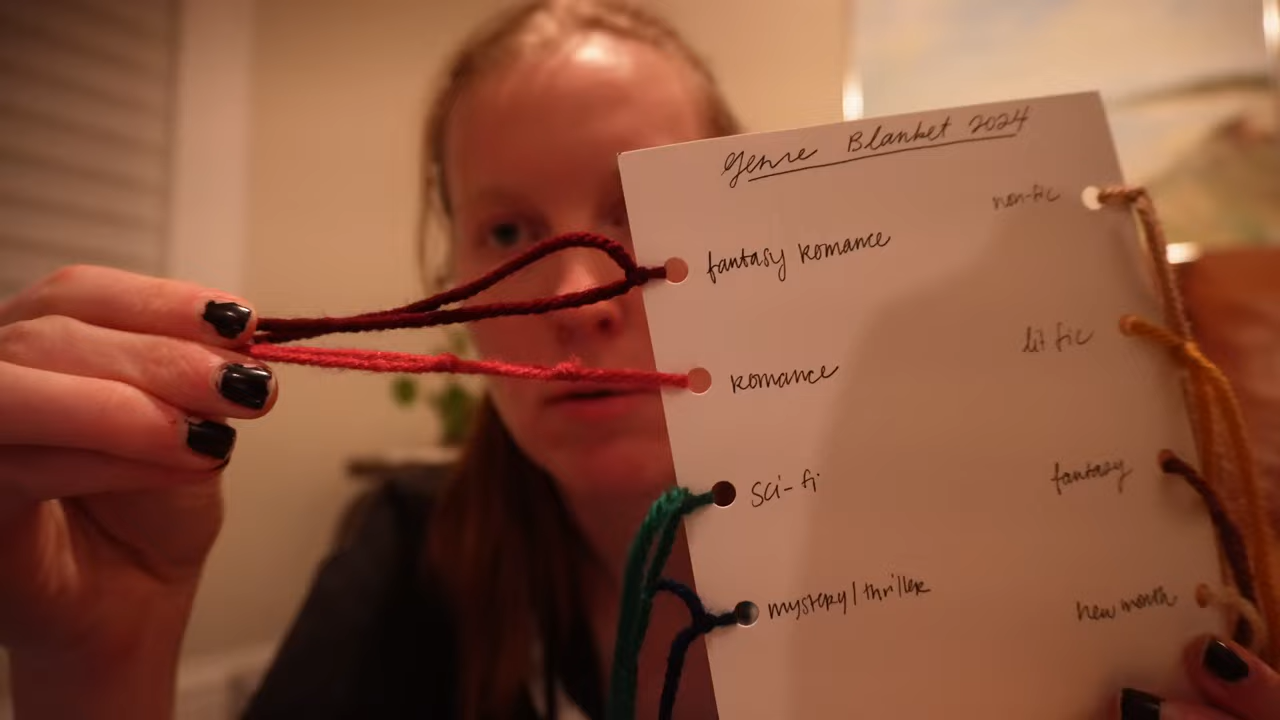 Genre Blanket 2024
non-fic
fantasy romance
lit fic
romance
fantasy
sci-fi
new month
mystery/thriller